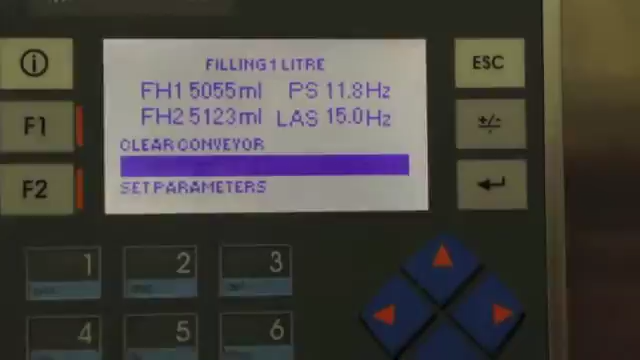 FILLING 1 LITRE
FH1 5055ml PS 11.8Hz
FH2 5123ml LAS 15.0Hz
CLEAR CONVEYOR
SET PARAMETERS
i
F1
F2
ESC
+/-
1 2 3
4 5 6